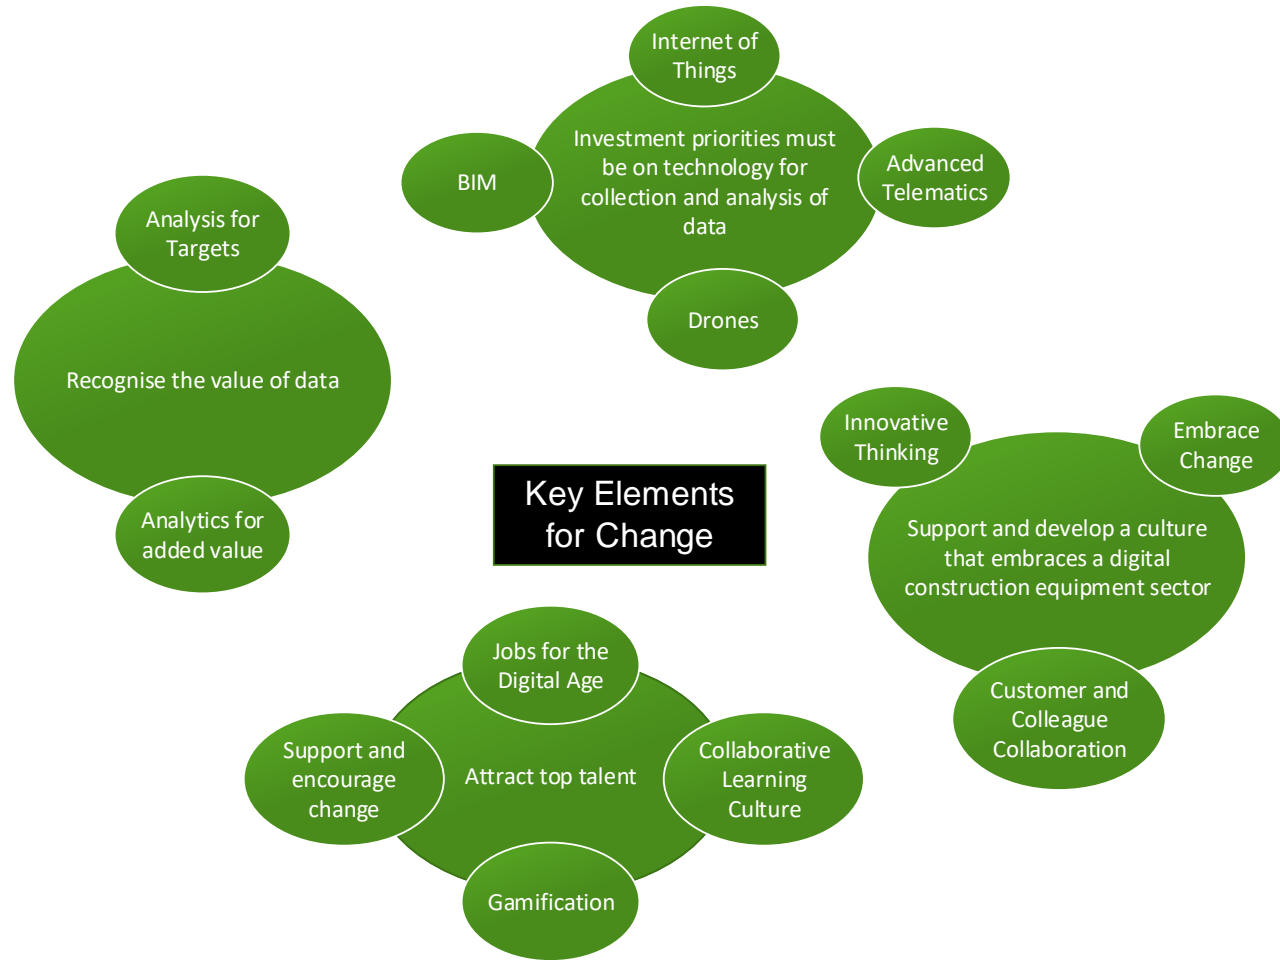 Internet of
Things
Investment priorities must
be on technology for
collection and analysis of
data
BIM
Advanced
Telematics
Drones
Analysis for
Targets
Recognise the value of data
Analytics for
added value
Key Elements
for Change
Innovative
Thinking
Embrace
Change
Support and develop a culture
that embraces a digital
construction equipment sector
Customer and
Colleague
Collaboration
Jobs for the
Digital Age
Support and
encourage
change
Attract top talent
Collaborative
Learning
Culture
Gamification